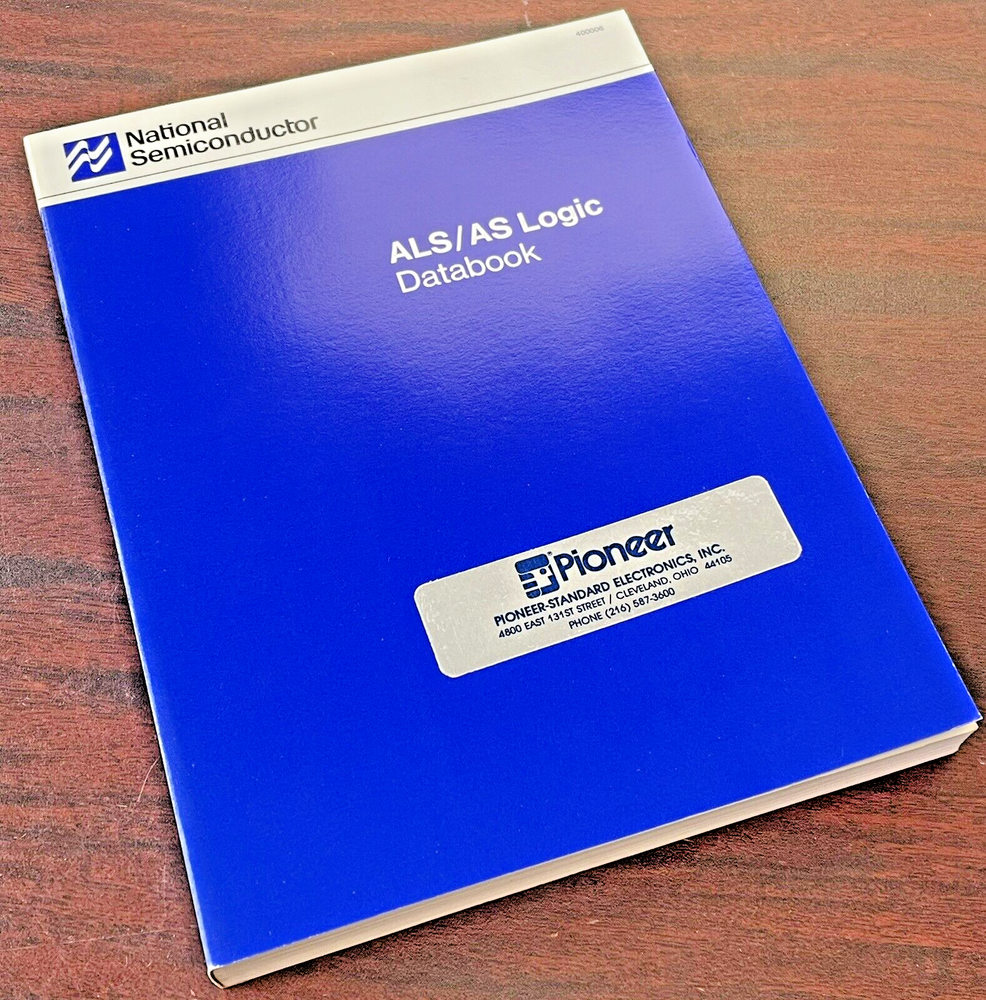 400006
National
Semiconductor
ALS/AS Logic
Databook
Pioneer
PIONEER-STANDARD ELECTRONICS, INC.
4800 EAST 131ST STREET / CLEVELAND, OHIO 44105
PHONE (216) 587-3600